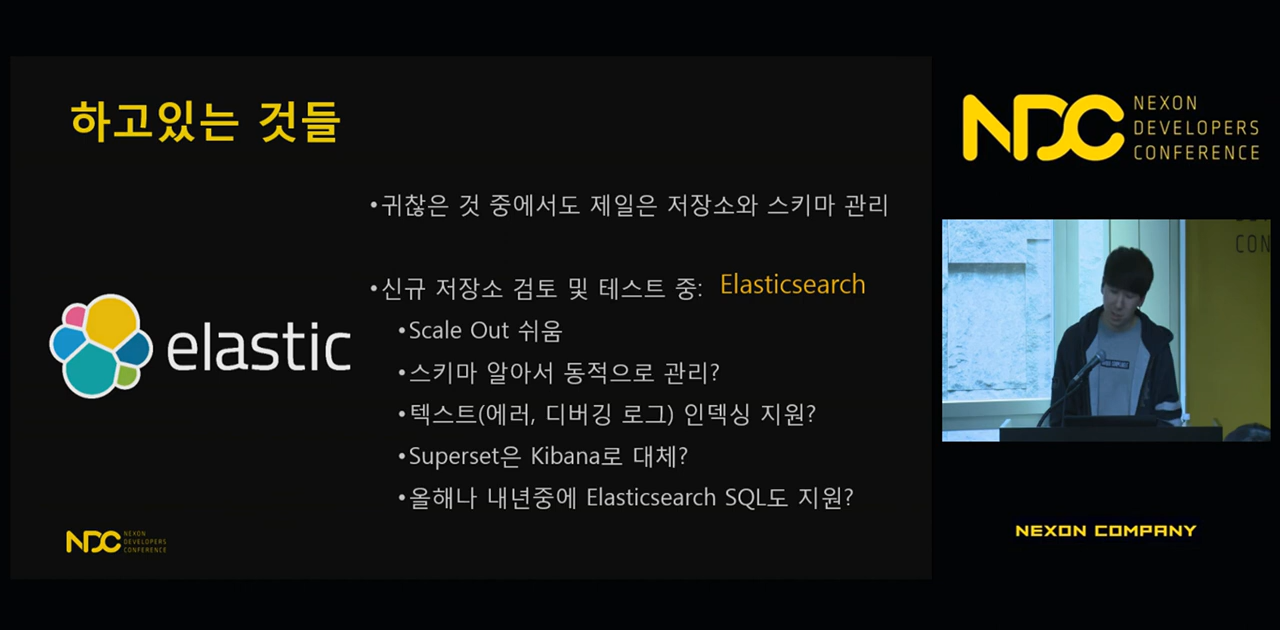 하고있는 것들
•귀찮은 것 중에서도 제일은 저장소와 스키마 관리
•신규 저장소 검토 및 테스트 중: Elasticsearch
•Scale Out 쉬움
•스키마 알아서 동적으로 관리?
•텍스트(에러, 디버깅 로그) 인덱싱 지원?
•Superset은 Kibana로 대체?
•올해나 내년중에 Elasticsearch SQL도 지원?
elastic
NDC NEXON
DEVELOPERS
CONFERENCE
NDC NEXON
DEVELOPERS
CONFERENCE
CON
NEXON COMPANY